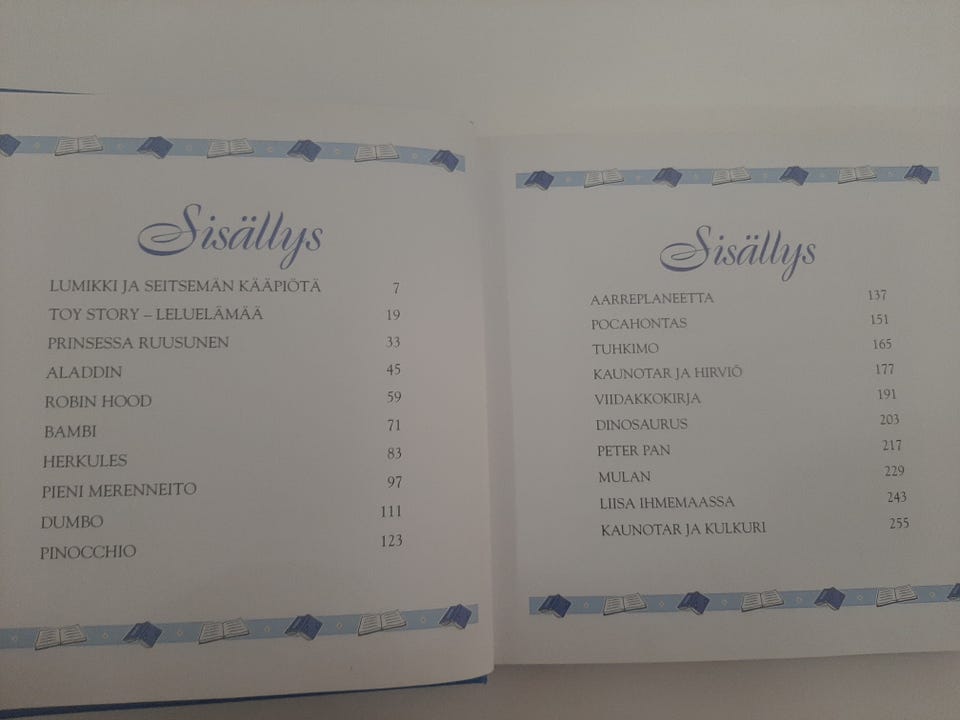 Sisällys
LUMIKKI JA SEITSEMÄN KÄÄPIÖTÄ 7
TOY STORY – LELUELÄMÄÄ 19
PRINSESSA RUUSUNEN 33
ALADDIN 45
ROBIN HOOD 59
BAMBI 71
HERKULES 83
PIENI MERENNEITO 97
DUMBO 111
PINOCCHIO 123
Sisällys
AARREPLANEETTA 137
POCAHONTAS 151
TUHKIMO 165
KAUNOTAR JA HIRVIÖ 177
VIIDAKKOKIRJA 191
DINOSAURUS 203
PETER PAN 217
MULAN 229
LIISA IHMEMAASSA 243
KAUNOTAR JA KULKURI 255